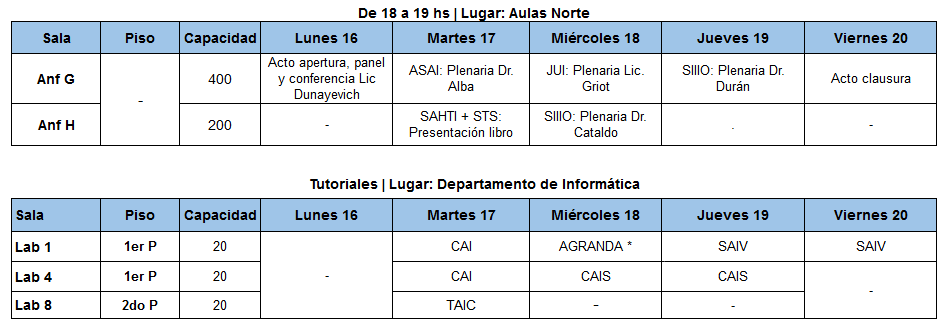 De 18 a 19 hs | Lugar: Aulas Norte
Sala Piso Capacidad Lunes 16 Martes 17 Miércoles 18 Jueves 19 Viernes 20
Anf G - 400 Acto apertura, panel y conferencia Lic Dunayevich ASAI: Plenaria Dr. Alba JUI: Plenaria Lic. Griot SIIIO: Plenaria Dr. Durán Acto clausura
Anf H 200 - SAHTI + STS: Presentación libro SIIIO: Plenaria Dr. Cataldo . -
Tutoriales | Lugar: Departamento de Informática
Sala Piso Capacidad Lunes 16 Martes 17 Miércoles 18 Jueves 19 Viernes 20
Lab 1 1er P 20 - CAI AGRANDA * SAIV SAIV
Lab 4 1er P 20 CAI CAIS CAIS -
Lab 8 2do P 20 TAIC - -